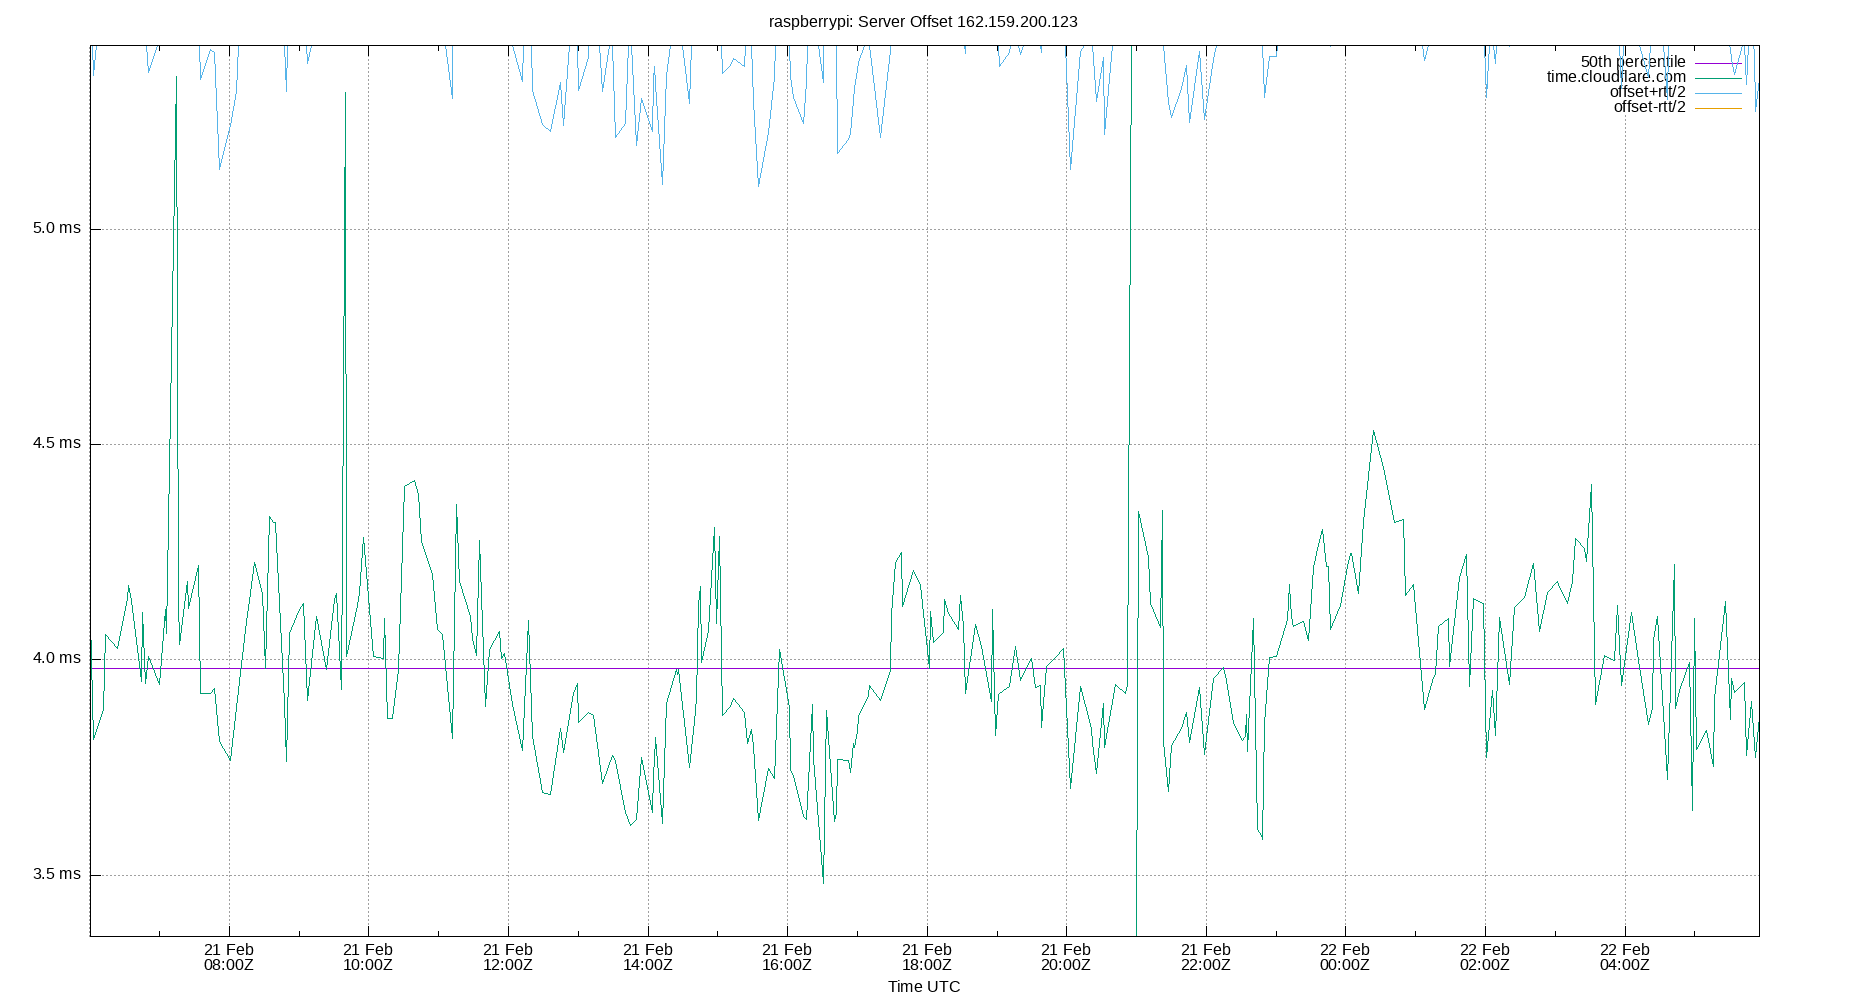 raspberrypi: Server Offset 162.159.200.123
50th percentile
time.cloudflare.com
offset+rtt/2
offset-rtt/2
5.0 ms
4.5 ms
4.0 ms
3.5 ms
21 Feb 21 Feb 21 Feb 21 Feb 21 Feb 21 Feb 21 Feb 21 Feb 22 Feb 22 Feb 22 Feb
08:00Z 10:00Z 12:00Z 14:00Z 16:00Z 18:00Z 20:00Z 22:00Z 00:00Z 02:00Z 04:00Z
Time UTC